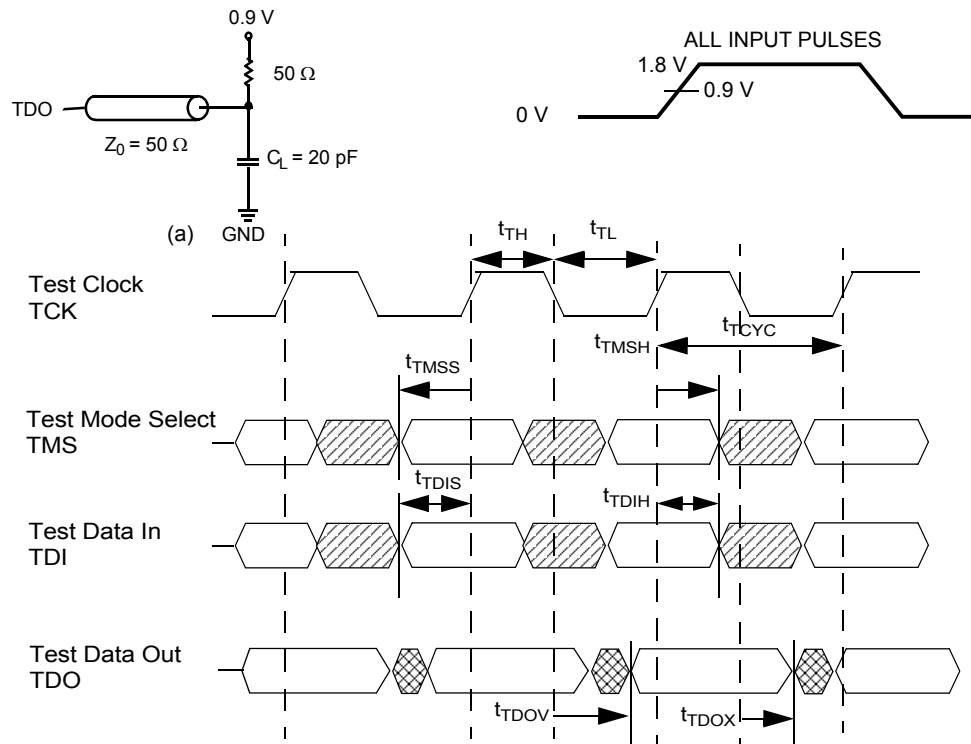 0.9 V
50 Ω
TDO
Z0 = 50 Ω
CL = 20 pF
(a)
GND
ALL INPUT PULSES
1.8 V
0.9 V
0 V
tTH
tTL
Test Clock
TCK
tTMSH
tTCYC
tTMSS
Test Mode Select
TMS
tTDIS
tTDIH
Test Data In
TDI
Test Data Out
TDO
tTDOV
tTDOX